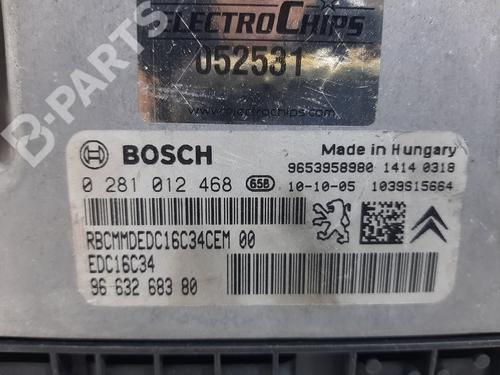 ELECTROCHIPS
052531
www.electrochips.com
B-PARTS
BOSCH
Made in Hungary
9653958980 1414 0318
0 281 012 468 65B 10-10-05 1039S15664
RBCMMDEDC16C34CEM 00
EDC16C34
96 632 683 80